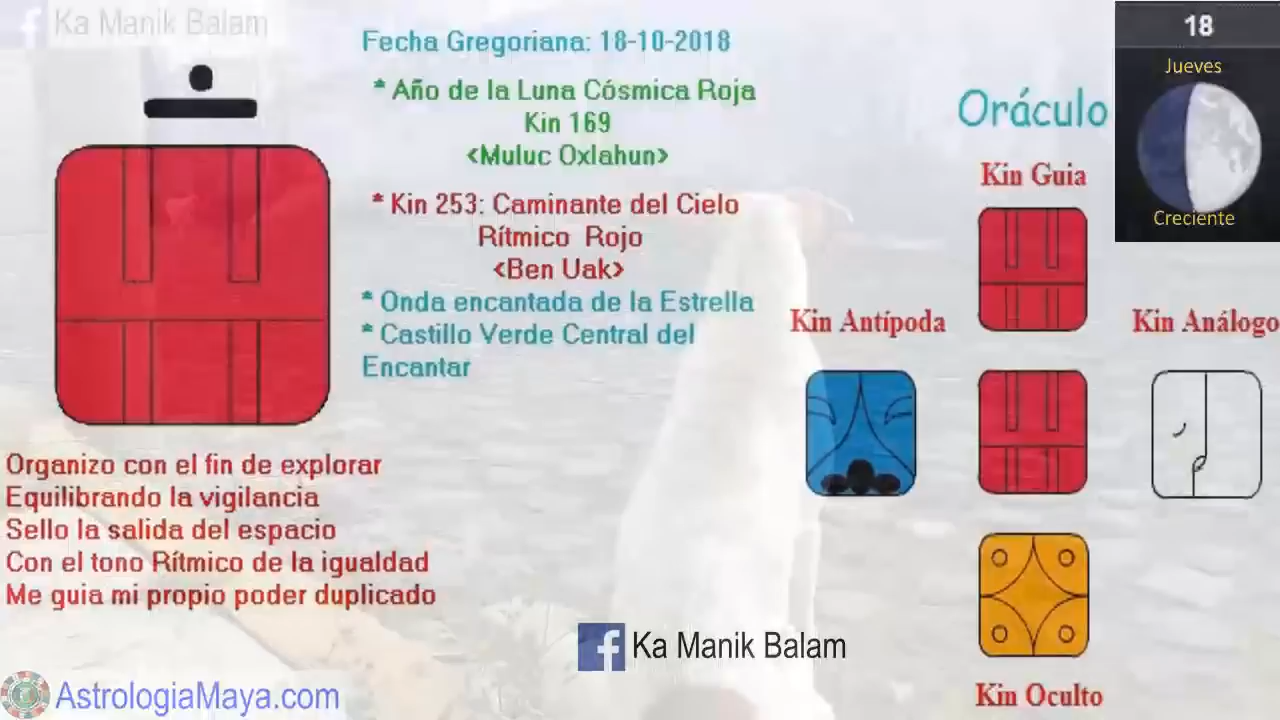 Ka Manik Balam
Fecha Gregoriana: 18-10-2018
* Año de la Luna Cósmica Roja
Kin 169
<Muluc Oxlahun>
* Kin 253: Caminante del Cielo
Rítmico Rojo
<Ben Uak>
* Onda encantada de la Estrella
* Castillo Verde Central del
Encantar
Organizo con el fin de explorar
Equilibrando la vigilancia
Sello la salida del espacio
Con el tono Rítmico de la igualdad
Me guia mi propio poder duplicado
AstrologiaMaya.com
Ka Manik Balam
Oráculo
Kin Guia
Kin Antípoda
Kin Análogo
Kin Oculto
18
Jueves
Creciente